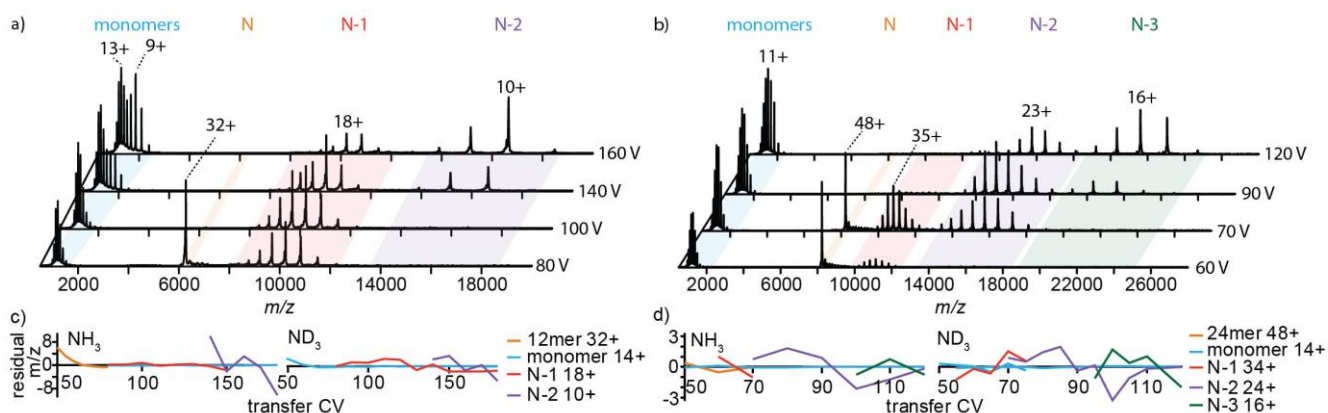 a) monomers N N-1 N-2
13+ 9+
32+ 18+ 10+
160 V
140 V
100 V
80 V
2000 6000 10000 14000 18000
m/z
b) monomers N N-1 N-2 N-3
11+
48+ 35+ 23+ 16+
120 V
90 V
70 V
60 V
2000 10000 14000 18000 22000 26000
m/z
c) residual m/z
8
0
-8
NH3 ND3
50 100 150 50 100 150
transfer CV
12mer 32+
monomer 14+
N-1 18+
N-2 10+
d)
3
0
-3
NH3 ND3
50 70 90 110 50 70 90 110
transfer CV
24mer 48+
monomer 14+
N-1 34+
N-2 24+
N-3 16+